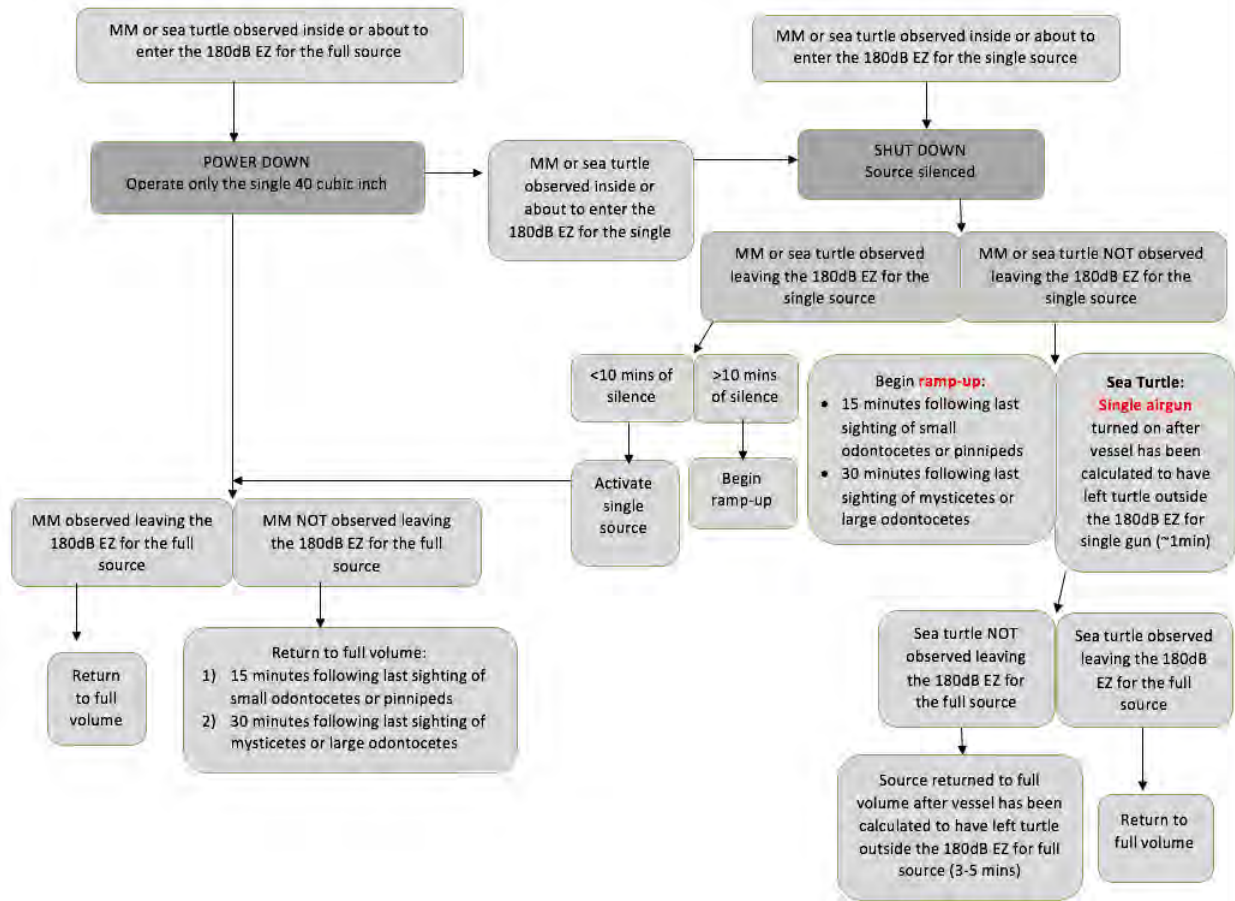 MM or sea turtle observed inside or about to
enter the 180dB EZ for the full source
MM or sea turtle observed inside or about to
enter the 180dB EZ for the single source
POWER DOWN
Operate only the single 40 cubic inch
MM or sea turtle
observed inside or
about to enter the
180dB EZ for the single
SHUT DOWN
Source silenced
MM or sea turtle observed
leaving the 180dB EZ for the
single source
MM or sea turtle NOT observed
leaving the 180dB EZ for the
single source
<10 mins of
silence
>10 mins
of silence
Begin ramp-up:
• 15 minutes following last
sighting of small
odontocetes or pinnipeds
• 30 minutes following last
sighting of mysticetes or
large odontocetes
Sea Turtle:
Single airgun
turned on after
vessel has been
calculated to have
left turtle outside
the 180dB EZ for
single gun (~1min)
Activate
single
source
Begin
ramp-up
MM observed leaving the
180dB EZ for the full
source
MM NOT observed leaving
the 180dB EZ for the full
source
Return
to full
volume
Return to full volume:
1) 15 minutes following last sighting of
small odontocetes or pinnipeds
2) 30 minutes following last sighting of
mysticetes or large odontocetes
Sea turtle NOT
observed leaving
the 180dB EZ for
the full source
Sea turtle observed
leaving the 180dB
EZ for the full
source
Source returned to full
volume after vessel has been
calculated to have left turtle
outside the 180dB EZ for full
source (3-5 mins)
Return to
full volume